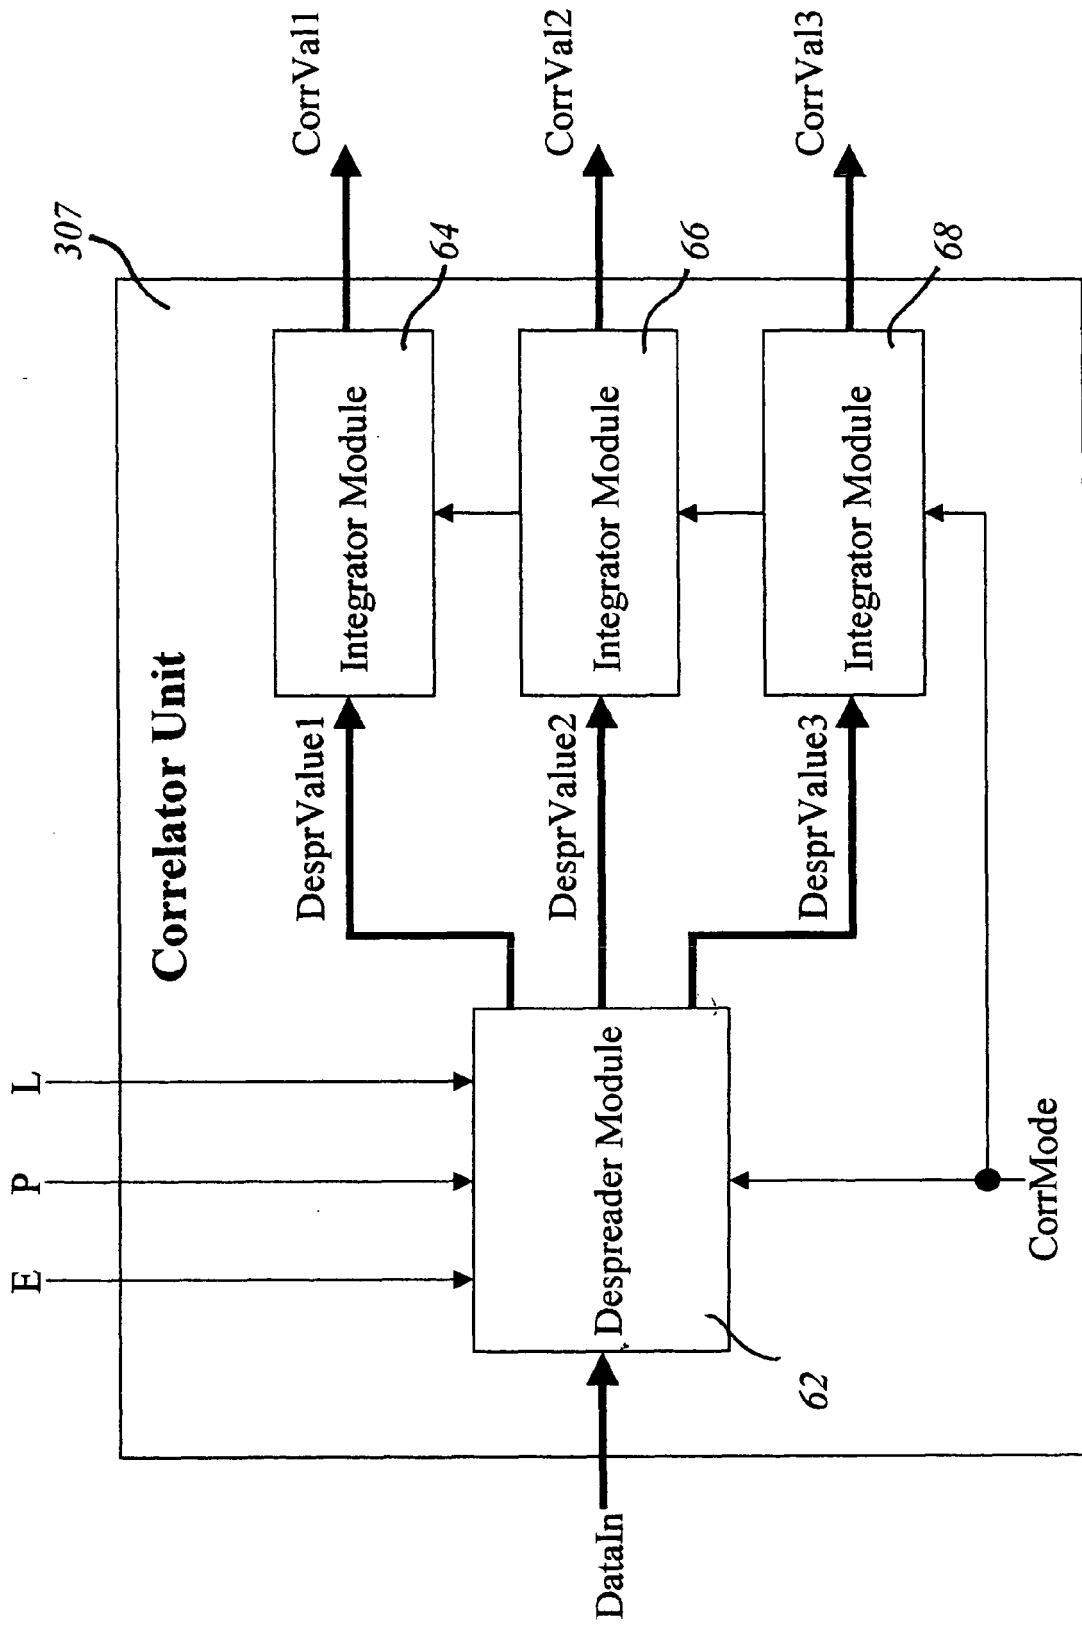 307
Correlator Unit
E
P
L
DataIn
Despreader Module
62
CorrMode
DesprValue1
Integrator Module
64
CorrVal1
DesprValue2
Integrator Module
66
CorrVal2
DesprValue3
Integrator Module
68
CorrVal3